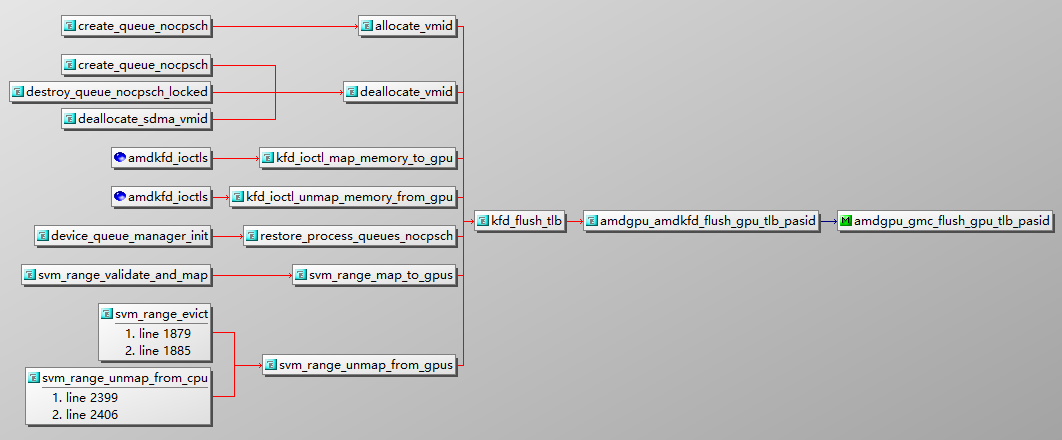 create_queue_nocpsch
allocate_vmid
create_queue_nocpsch
destroy_queue_nocpsch_locked
deallocate_vmid
deallocate_sdma_vmid
amdkfd_ioctls
kfd_ioctl_map_memory_to_gpu
amdkfd_ioctls
kfd_ioctl_unmap_memory_from_gpu
kfd_flush_tlb
amdgpu_amdkfd_flush_gpu_tlb_pasid
amdgpu_gmc_flush_gpu_tlb_pasid
device_queue_manager_init
restore_process_queues_nocpsch
svm_range_validate_and_map
svm_range_map_to_gpus
svm_range_evict
1. line 1879
2. line 1885
svm_range_unmap_from_gpus
svm_range_unmap_from_cpu
1. line 2399
2. line 2406